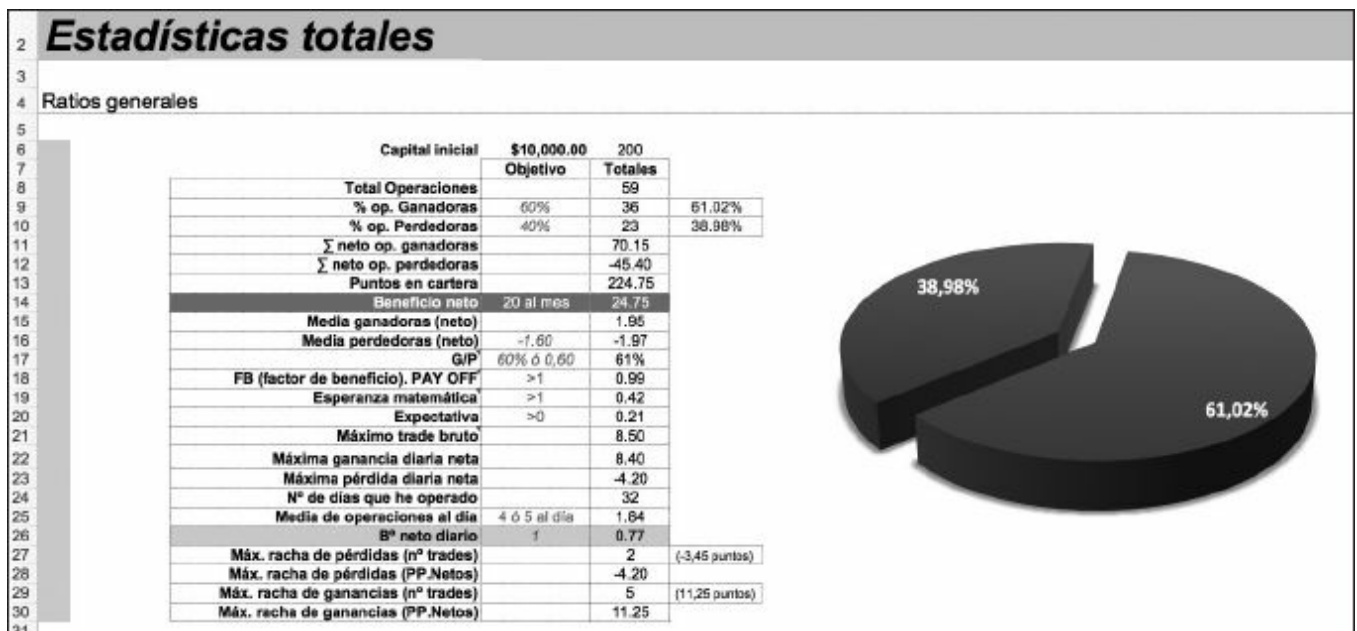 2 Estadísticas totales
3
4 Ratios generales
5
6 Capital inicial $10,000.00 200
7 Objetivo Totales
8 Total Operaciones 59
9 % op. Ganadoras 60% 36 61.02%
10 % op. Perdedoras 40% 23 38.98%
11 ∑ neto op. ganadoras 70.15
12 ∑ neto op. perdedoras -45.40
13 Puntos en cartera 224.75
14 Beneficio neto 20 al mes 24.75
15 Media ganadoras (neto) 1.95
16 Media perdedoras (neto) -1.60 -1.97
17 G/P 60% ó 0,60 61%
18 FB (factor de beneficio). PAY OFF >1 0.99
19 Esperanza matemática >1 0.42
20 Expectativa >0 0.21
21 Máximo trade bruto 8.50
22 Máxima ganancia diaria neta 8.40
23 Máxima pérdida diaria neta -4.20
24 Nº de días que he operado 32
25 Media de operaciones al día 4 ó 5 al día 1.84
26 Bº neto diario 1 0.77
27 Máx. racha de pérdidas (nº trades) 2 (-3,45 puntos)
28 Máx. racha de pérdidas (PP.Netos) -4.20
29 Máx. racha de ganancias (nº trades) 5 (11,25 puntos)
30 Máx. racha de ganancias (PP.Netos) 11.25
31
38,98%
61,02%